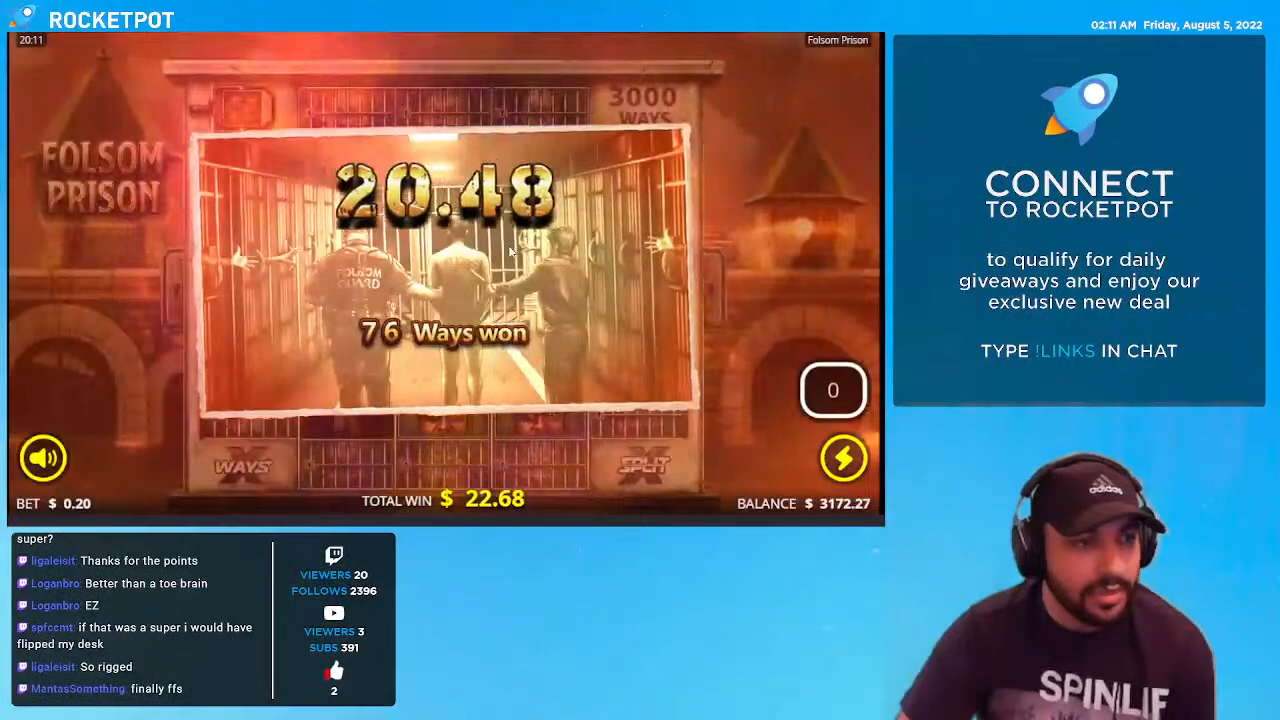 ROCKETPOT
02:11 AM Friday, August 5, 2022
20:11
Folsom Prison
3000
WAYS
FOLSOM
PRISON
20.48
FOLSOM
GUARD
76 Ways won
0
X WAYS
X SPLIT
BET $ 0.20
TOTAL WIN $ 22.68
BALANCE $ 3172.27
CONNECT
TO ROCKETPOT
to qualify for daily
giveaways and enjoy our
exclusive new deal
TYPE !LINKS IN CHAT
super?
ligaleisit: Thanks for the points
Loganbro: Better than a toe brain
Loganbro: EZ
spfccmt: if that was a super i would have
flipped my desk
ligaleisit: So rigged
MantasSomething: finally ffs
VIEWERS 20
FOLLOWS 2396
VIEWERS 3
SUBS 391
2
adidas
SPINLIF